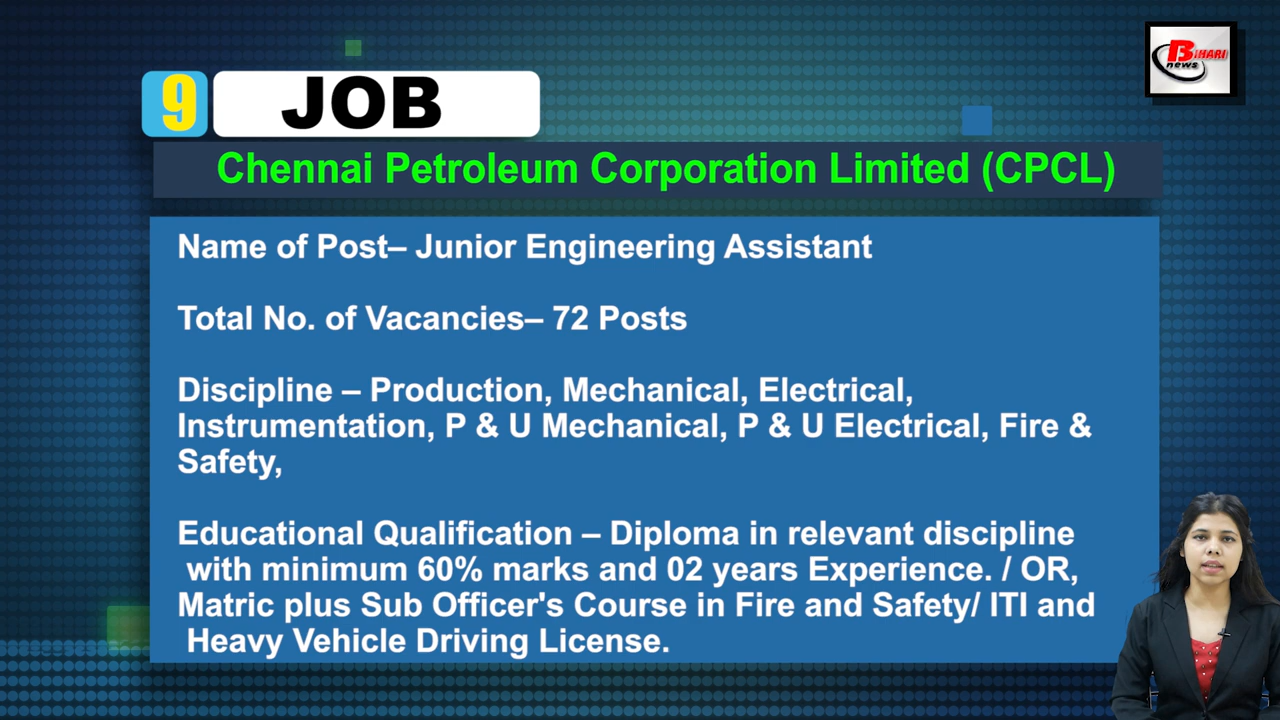 9 JOB
BIHARI
news
Chennai Petroleum Corporation Limited (CPCL)
Name of Post– Junior Engineering Assistant
Total No. of Vacancies– 72 Posts
Discipline – Production, Mechanical, Electrical,
Instrumentation, P & U Mechanical, P & U Electrical, Fire &
Safety,
Educational Qualification – Diploma in relevant discipline
with minimum 60% marks and 02 years Experience. / OR,
Matric plus Sub Officer's Course in Fire and Safety/ ITI and
Heavy Vehicle Driving License.